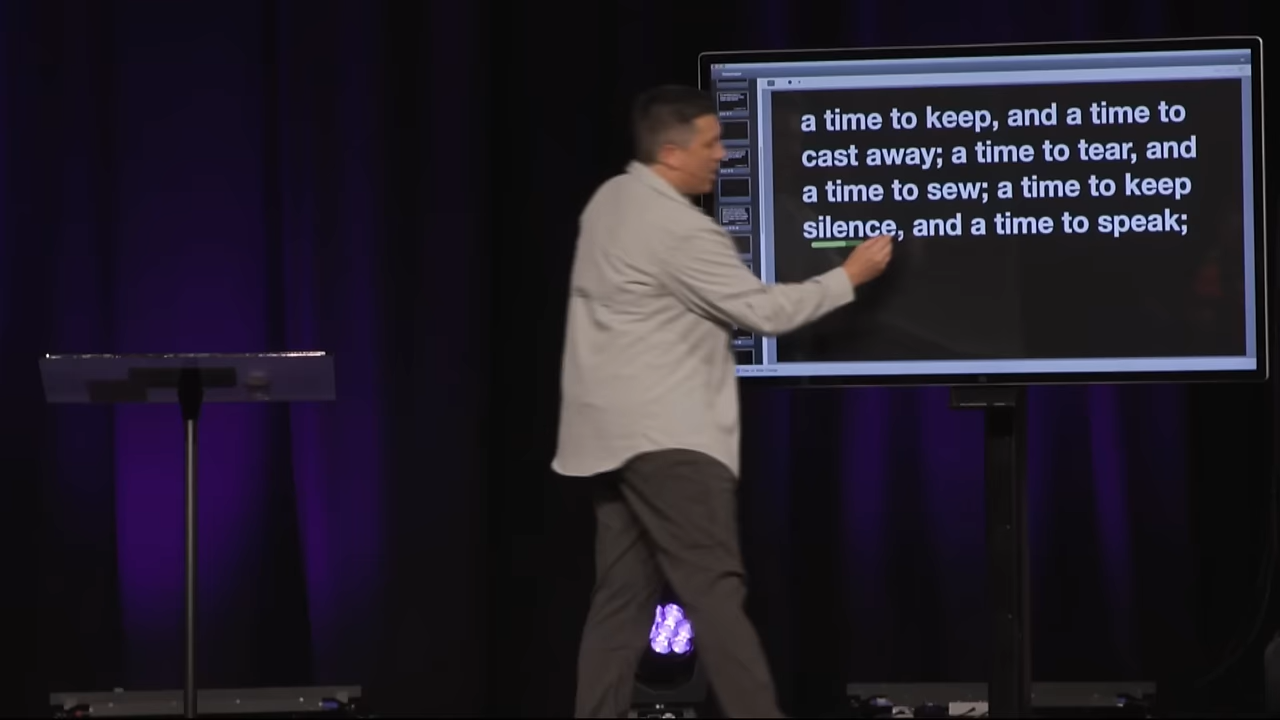 a time to keep, and a time to
cast away; a time to tear, and
a time to sew; a time to keep
silence, and a time to speak;